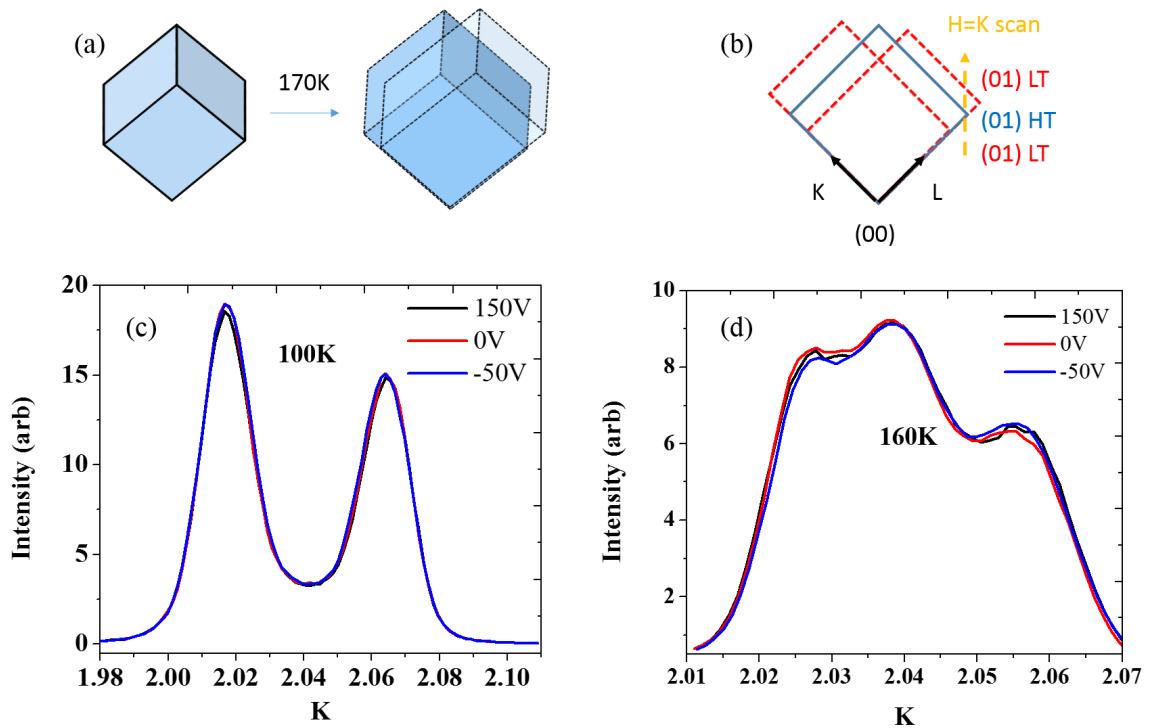 (a)
170K
(b)
H=K scan
(01) LT
(01) HT
(01) LT
K
L
(00)
(c)
100K
150V
0V
-50V
Intensity (arb)
20
15
10
5
0
1.98
2.00
2.02
2.04
2.06
2.08
2.10
K
(d)
160K
150V
0V
-50V
Intensity (arb)
10
8
6
4
2
2.01
2.02
2.03
2.04
2.05
2.06
2.07
K